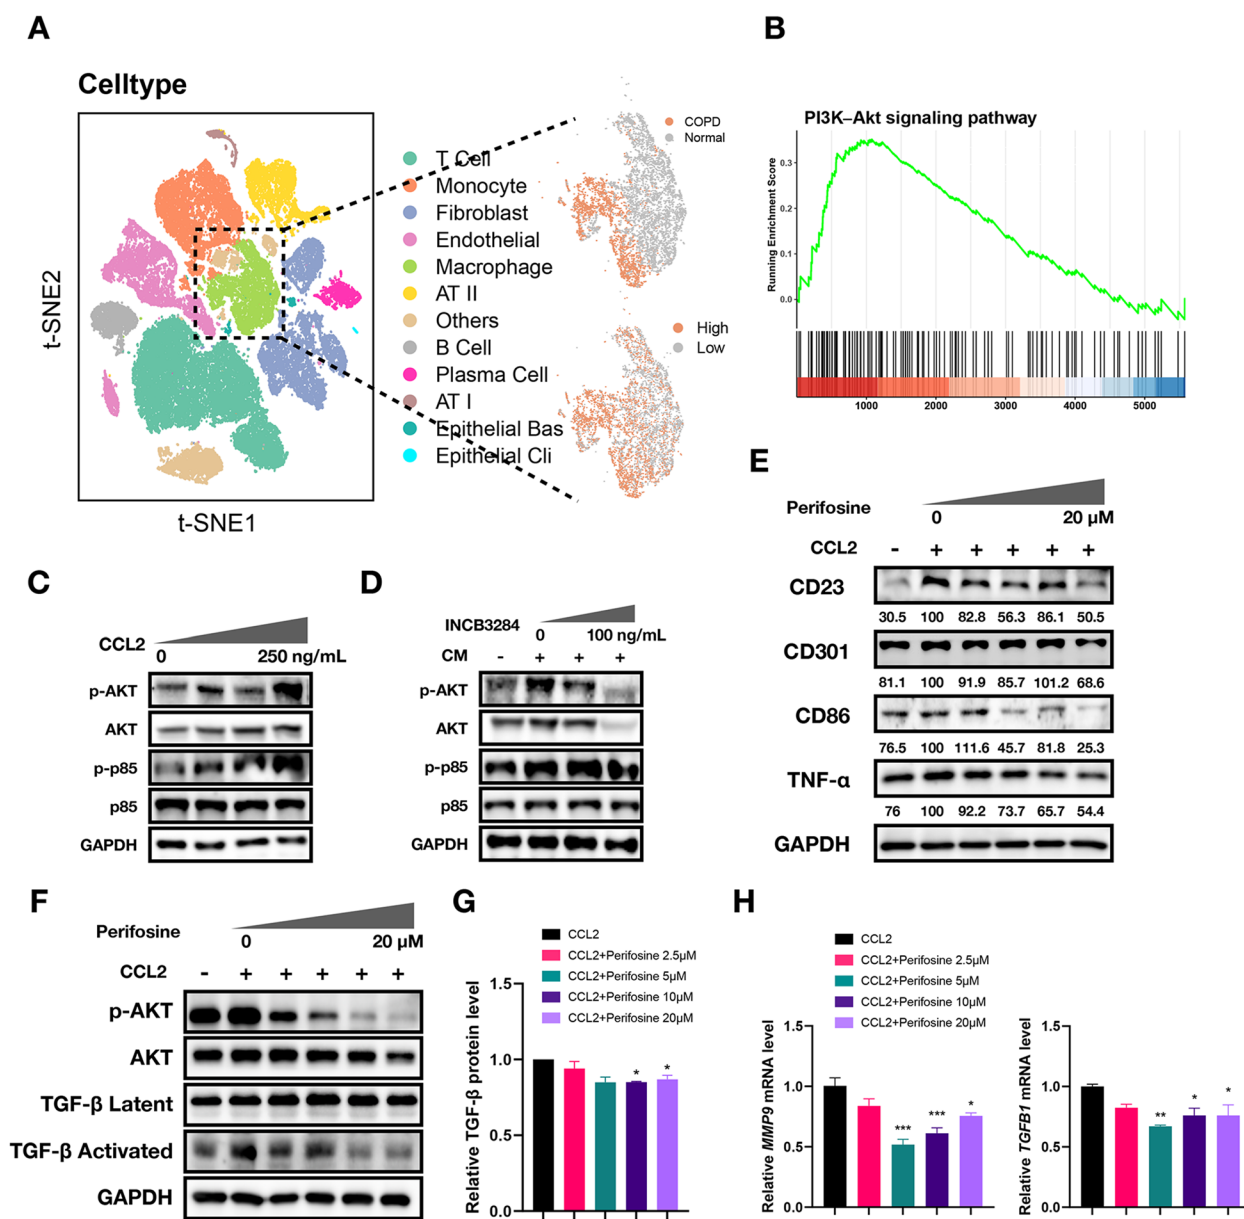 A
Celltype
t-SNE2
t-SNE1
T Cell
Monocyte
Fibroblast
Endothelial
Macrophage
AT II
Others
B Cell
Plasma Cell
AT I
Epithelial Bas
Epithelial Cli
COPD
Normal
High
Low
B
PI3K–Akt signaling pathway
Running Enrichment Score
0.3
0.2
0.1
0.0
1000 2000 3000 4000 5000
C
CCL2
0 250 ng/mL
p-AKT
AKT
p-p85
p85
GAPDH
D
INCB3284
0 100 ng/mL
CM - + + +
p-AKT
AKT
p-p85
p85
GAPDH
E
Perifosine
0 20 μM
CCL2 - + + + + +
CD23
30.5 100 82.8 56.3 86.1 50.5
CD301
81.1 100 91.9 85.7 101.2 68.6
CD86
76.5 100 111.6 45.7 81.8 25.3
TNF-α
76 100 92.2 73.7 65.7 54.4
GAPDH
F
Perifosine
0 20 μM
CCL2 - + + + + +
p-AKT
AKT
TGF-β Latent
TGF-β Activated
GAPDH
G
CCL2
CCL2+Perifosine 2.5μM
CCL2+Perifosine 5μM
CCL2+Perifosine 10μM
CCL2+Perifosine 20μM
Relative TGF-β protein level
1.5
1.0
0.5
0.0
* *
H
CCL2
CCL2+Perifosine 2.5μM
CCL2+Perifosine 5μM
CCL2+Perifosine 10μM
CCL2+Perifosine 20μM
Relative MMP9 mRNA level
1.5
1.0
0.5
0.0
*** *** *
Relative TGFB1 mRNA level
1.5
1.0
0.5
0.0
** * *